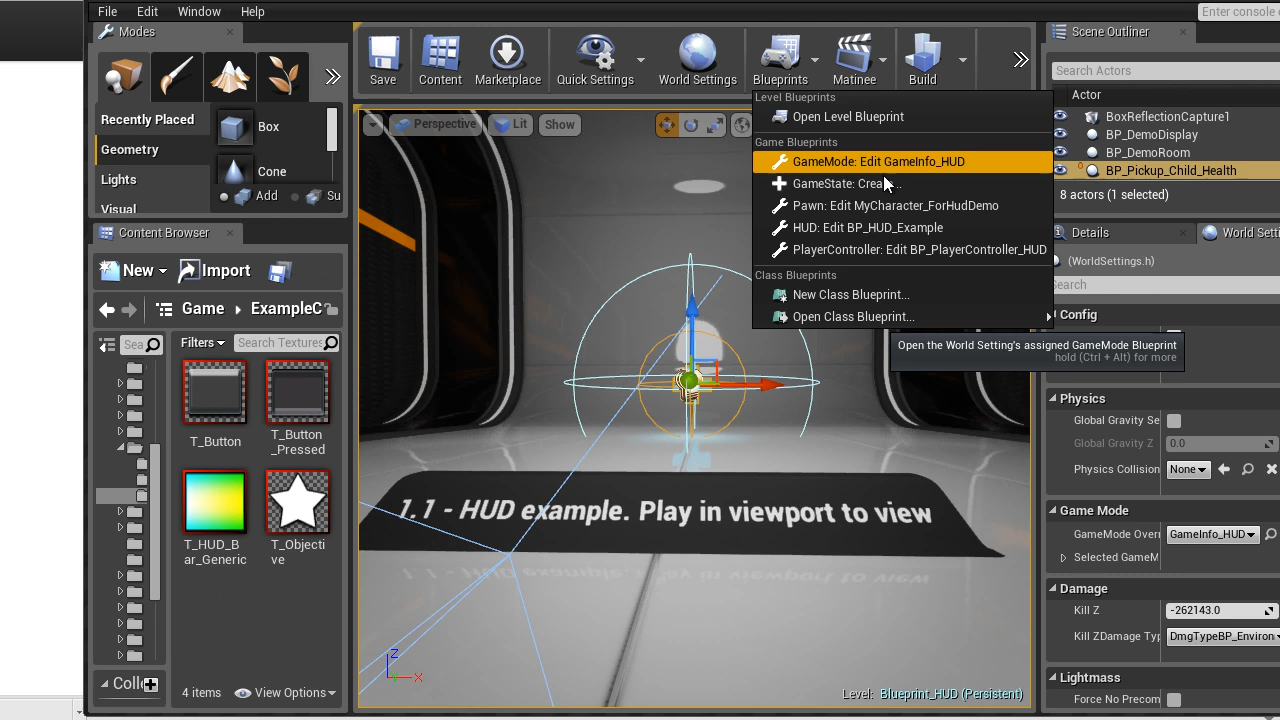 File Edit Window Help
Enter console c
Modes
Save
Content
Marketplace
Quick Settings
World Settings
Blueprints
Matinee
Build
Scene Outliner
Search Actors
Actor
BoxReflectionCapture1
BP_DemoDisplay
BP_DemoRoom
BP_Pickup_Child_Health
8 actors (1 selected)
Recently Placed
Geometry
Lights
Visual
Box
Cone
Add
Su
Perspective
Lit
Show
Level Blueprints
Open Level Blueprint
Game Blueprints
GameMode: Edit GameInfo_HUD
GameState: Crea...
Pawn: Edit MyCharacter_ForHudDemo
HUD: Edit BP_HUD_Example
PlayerController: Edit BP_PlayerController_HUD
Class Blueprints
New Class Blueprint...
Open Class Blueprint...
Open the World Setting's assigned GameMode Blueprint
hold (Ctrl + Alt) for more
Content Browser
New
Import
Game
ExampleC
Sea
Filters
Search Textures
T_Button
T_Button
_Pressed
T_HUD_B
ar_Generic
T_Objecti
ve
Coll
4 items
View Options
1.1 - HUD example. Play in viewport to view
Z
X
Level: Blueprint_HUD (Persistent)
Details
World Setti
(WorldSettings.h)
Search
Config
Physics
Global Gravity Se
Global Gravity Z
0.0
Physics Collision
None
Game Mode
GameMode Overr
GameInfo_HUD
Selected GameM
Damage
Kill Z
-262143.0
Kill ZDamage Typ
DmgTypeBP_Environ
Lightmass
Force No Precom